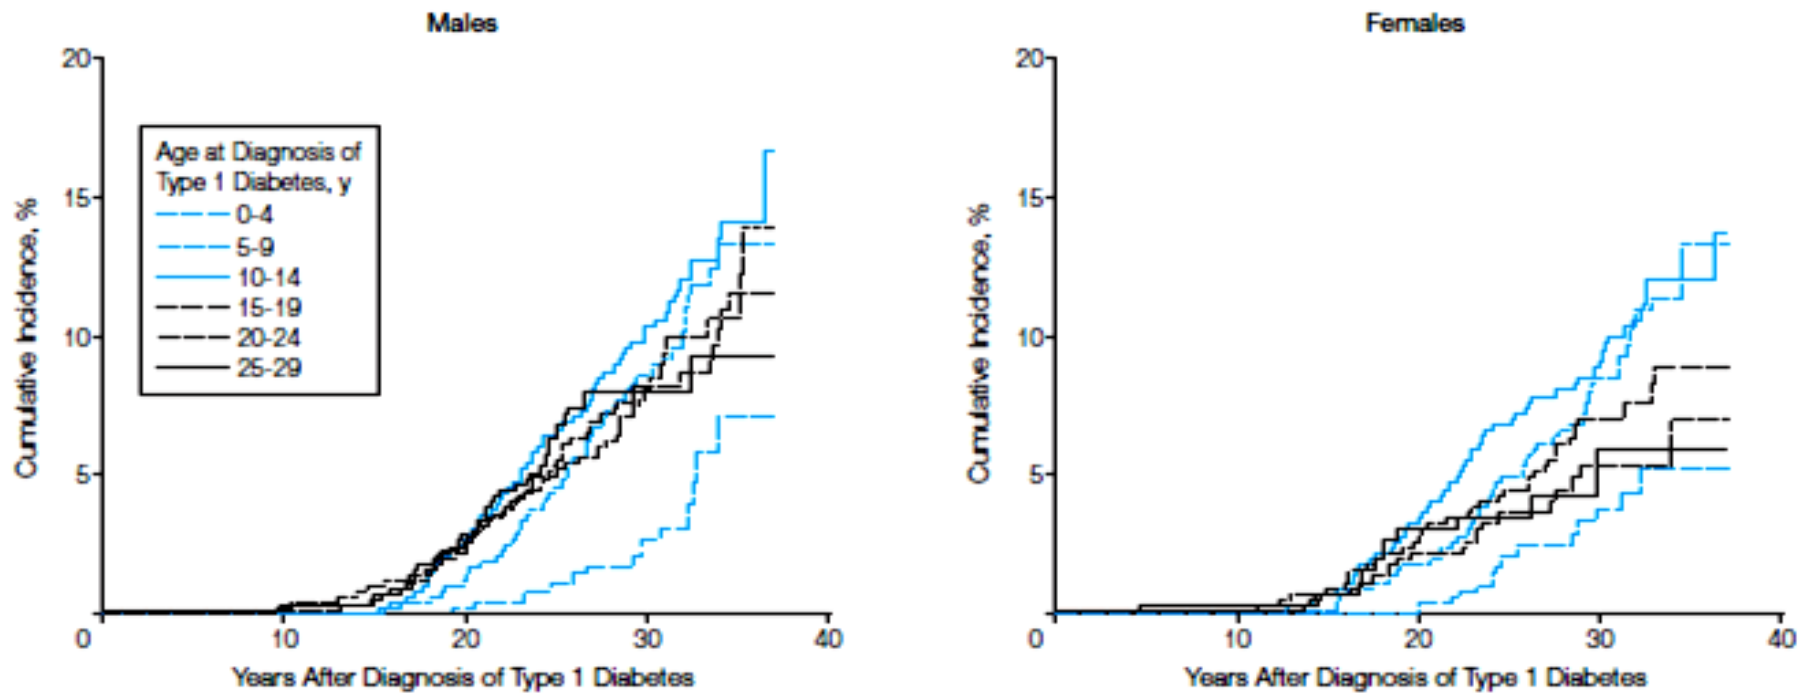 Males
20
15
10
5
Cumulative Incidence, %
Age at Diagnosis of
Type 1 Diabetes, y
0-4
5-9
10-14
15-19
20-24
25-29
0 10 20 30 40
Years After Diagnosis of Type 1 Diabetes
Females
20
15
10
5
Cumulative Incidence, %
0 10 20 30 40
Years After Diagnosis of Type 1 Diabetes